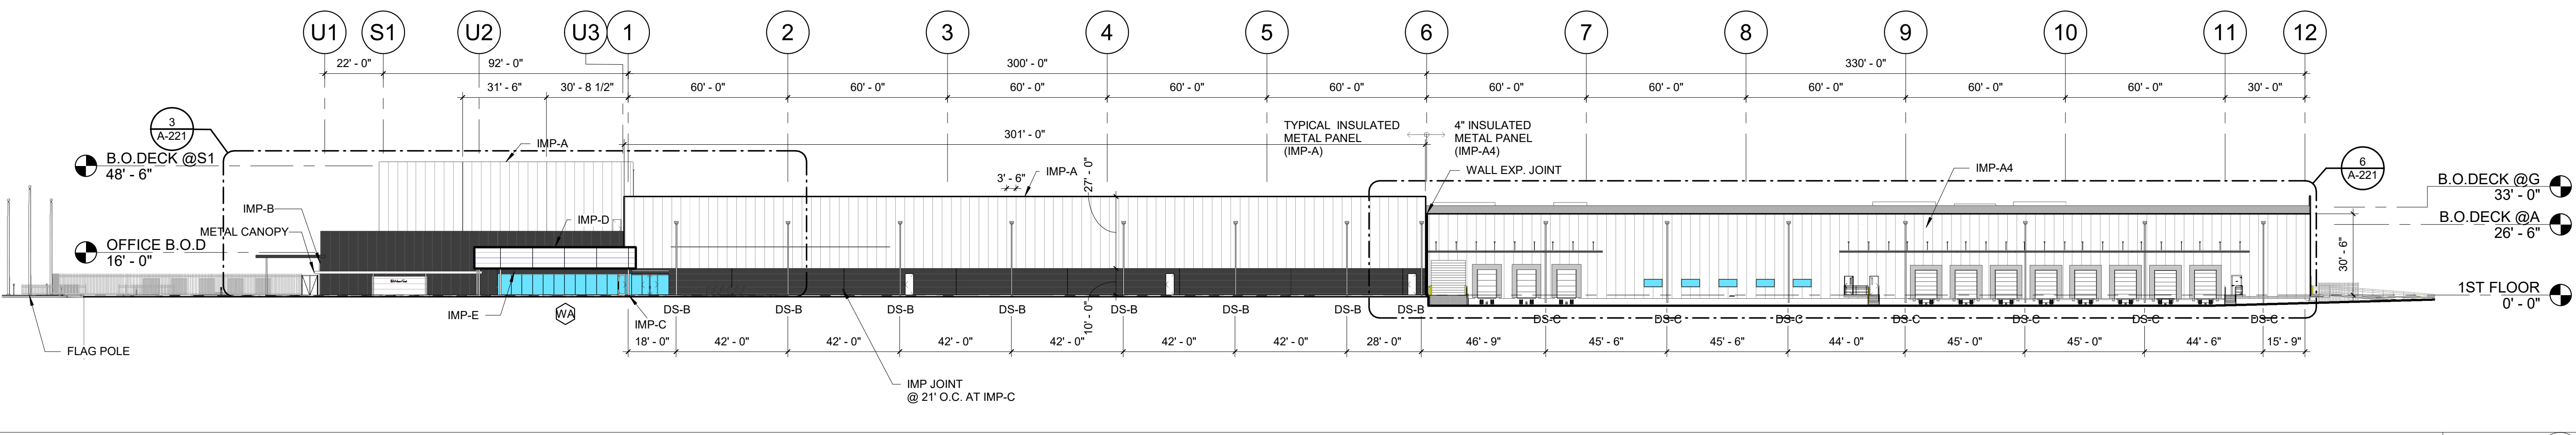 U1 S1 U2 U3 1 2 3 4 5 6 7 8 9 10 11 12
22' - 0" 92' - 0" 300' - 0" 330' - 0"
31' - 6" 30' - 8 1/2" 60' - 0" 60' - 0" 60' - 0" 60' - 0" 60' - 0" 60' - 0" 60' - 0" 60' - 0" 60' - 0" 60' - 0" 30' - 0"
3
A-221
301' - 0"
TYPICAL INSULATED
METAL PANEL
(IMP-A)
4" INSULATED
METAL PANEL
(IMP-A4)
IMP-A
B.O.DECK @S1
48' - 6"
3' - 6"
IMP-A
27' - 0"
WALL EXP. JOINT
IMP-A4
6
A-221
B.O.DECK @G
33' - 0"
IMP-B
IMP-D
METAL CANOPY
B.O.DECK @A
26' - 6"
OFFICE B.O.D
16' - 0"
30' - 6"
1ST FLOOR
0' - 0"
10' - 0"
IMP-E
WA
IMP-C
DS-B DS-B DS-B DS-B DS-B DS-B DS-B DS-B
DS-C DS-C DS-C DS-C DS-C DS-C DS-C
18' - 0" 42' - 0" 42' - 0" 42' - 0" 42' - 0" 42' - 0" 42' - 0" 28' - 0" 46' - 9" 45' - 6" 45' - 6" 44' - 0" 45' - 0" 45' - 0" 44' - 6" 15' - 9"
FLAG POLE
IMP JOINT
@ 21' O.C. AT IMP-C